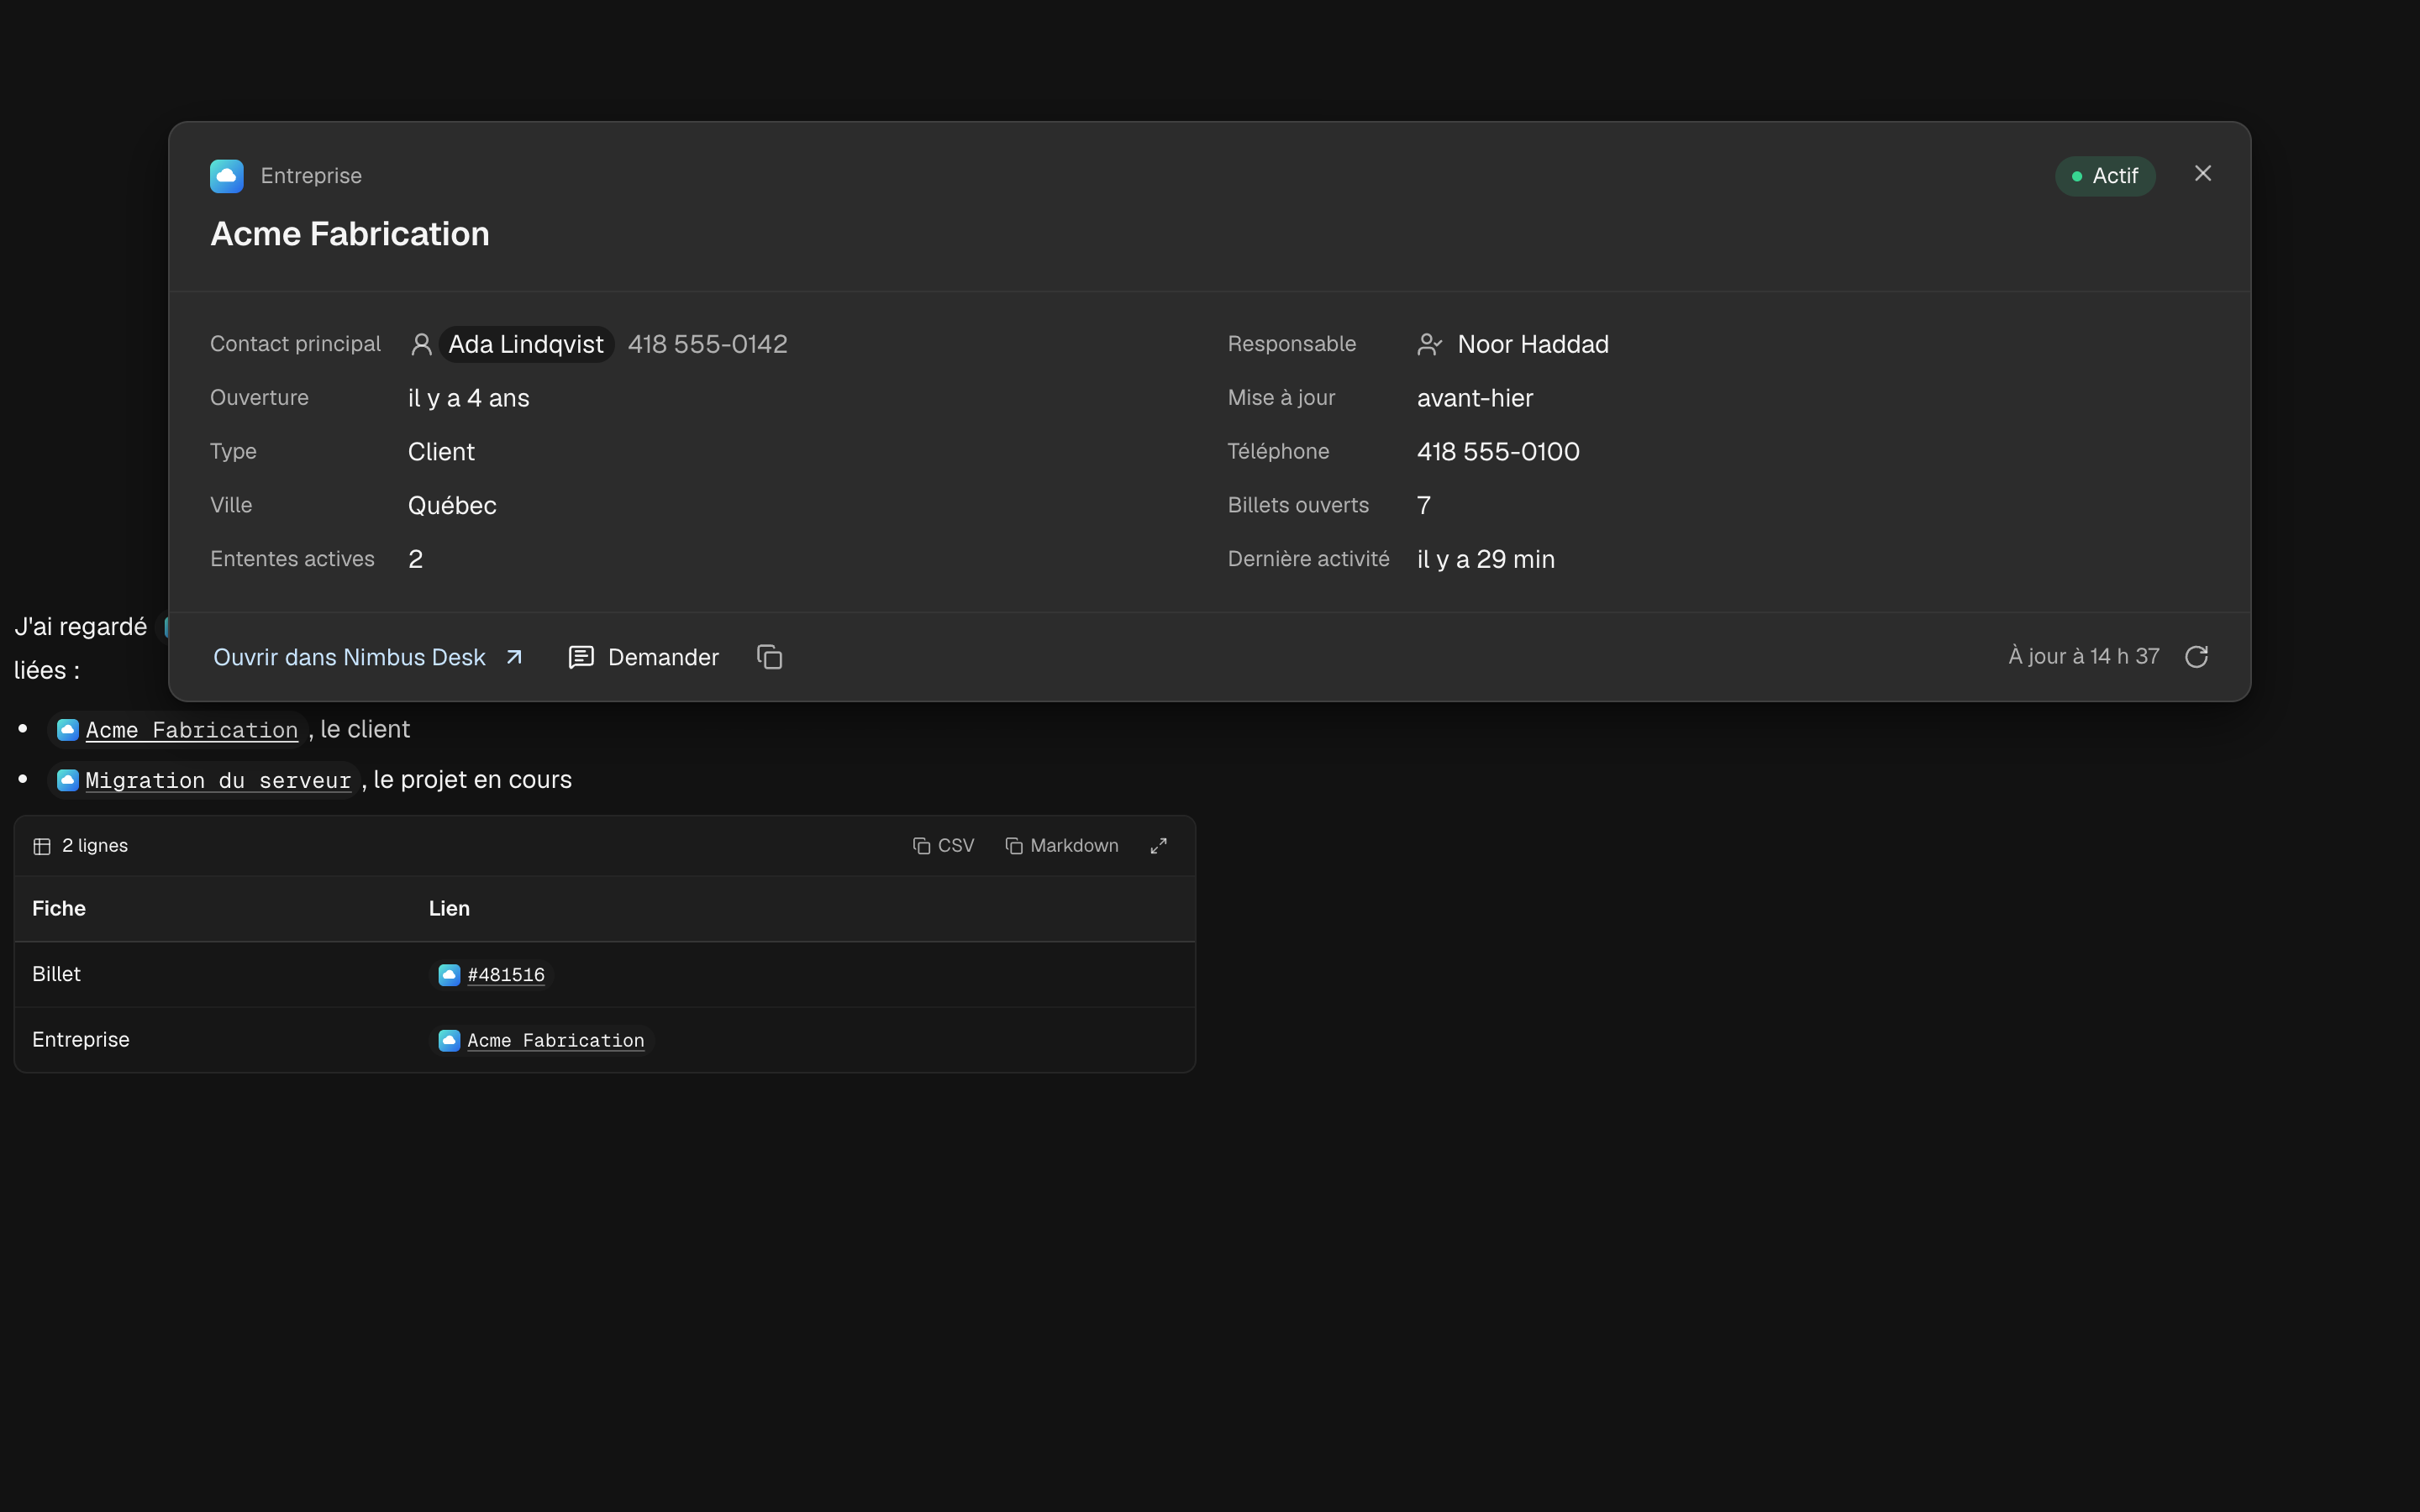 Entreprise
Actif
Acme Fabrication
Contact principal Ada Lindqvist 418 555-0142
Responsable Noor Haddad
Ouverture il y a 4 ans
Mise à jour avant-hier
Type Client
Téléphone 418 555-0100
Ville Québec
Billets ouverts 7
Ententes actives 2
Dernière activité il y a 29 min
Ouvrir dans Nimbus Desk Demander À jour à 14 h 37
J'ai regardé
liées :
• Acme Fabrication, le client
• Migration du serveur, le projet en cours
2 lignes CSV Markdown
Fiche Lien
Billet #481516
Entreprise Acme Fabrication